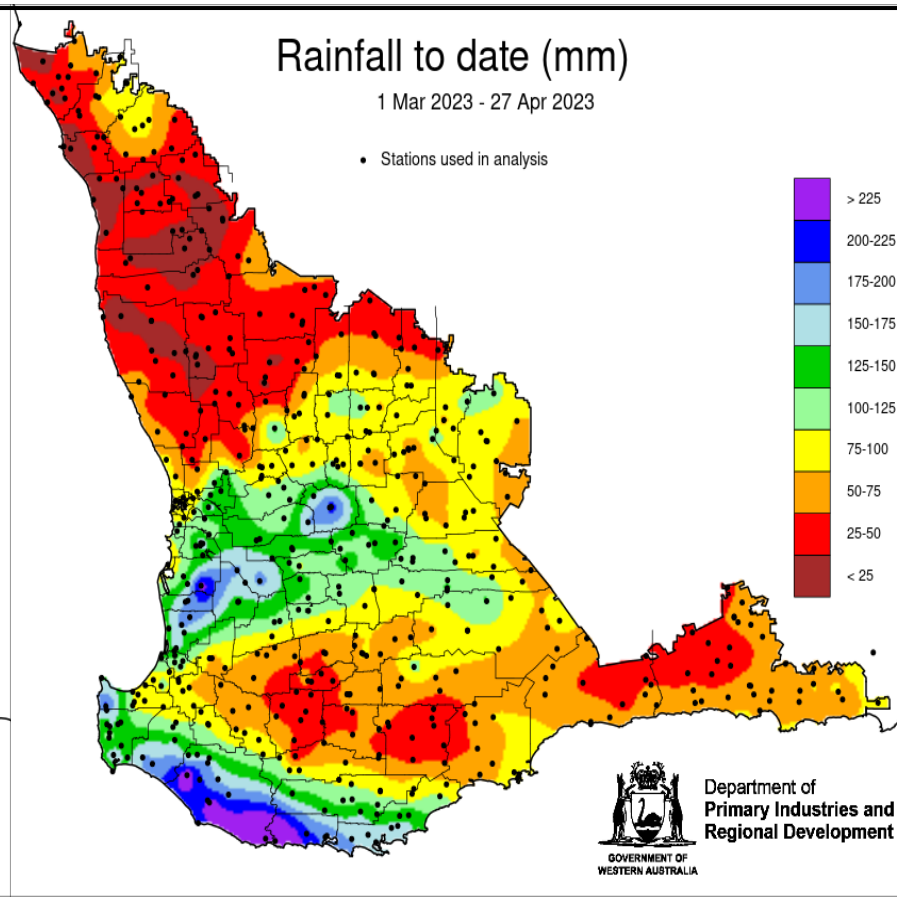 Rainfall to date (mm)
1 Mar 2023 - 27 Apr 2023
Stations used in analysis
> 225
200-225
175-200
150-175
125-150
100-125
75-100
50-75
25-50
< 25
Department of
Primary Industries and
Regional Development
GOVERNMENT OF
WESTERN AUSTRALIA